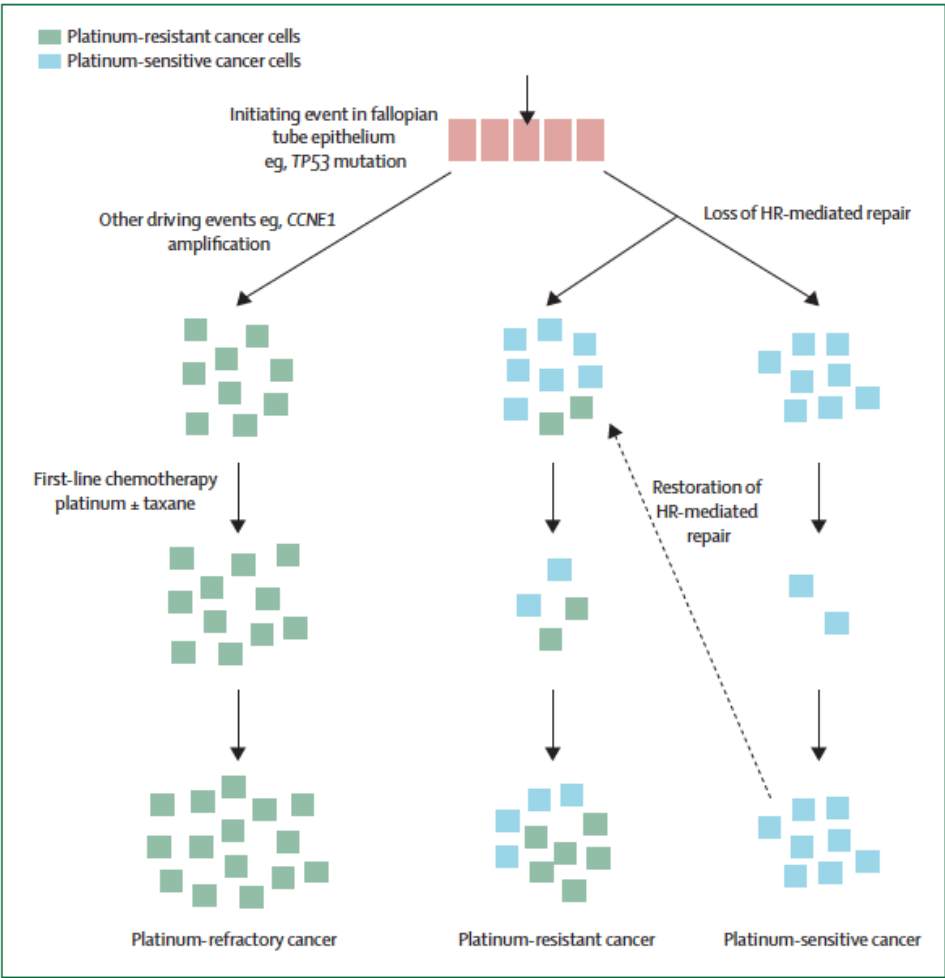 Platinum-resistant cancer cells
Platinum-sensitive cancer cells
Initiating event in fallopian
tube epithelium
eg, TP53 mutation
Other driving events eg, CCNE1
amplification
Loss of HR-mediated repair
First-line chemotherapy
platinum ± taxane
Restoration of
HR-mediated
repair
Platinum-refractory cancer
Platinum-resistant cancer
Platinum-sensitive cancer